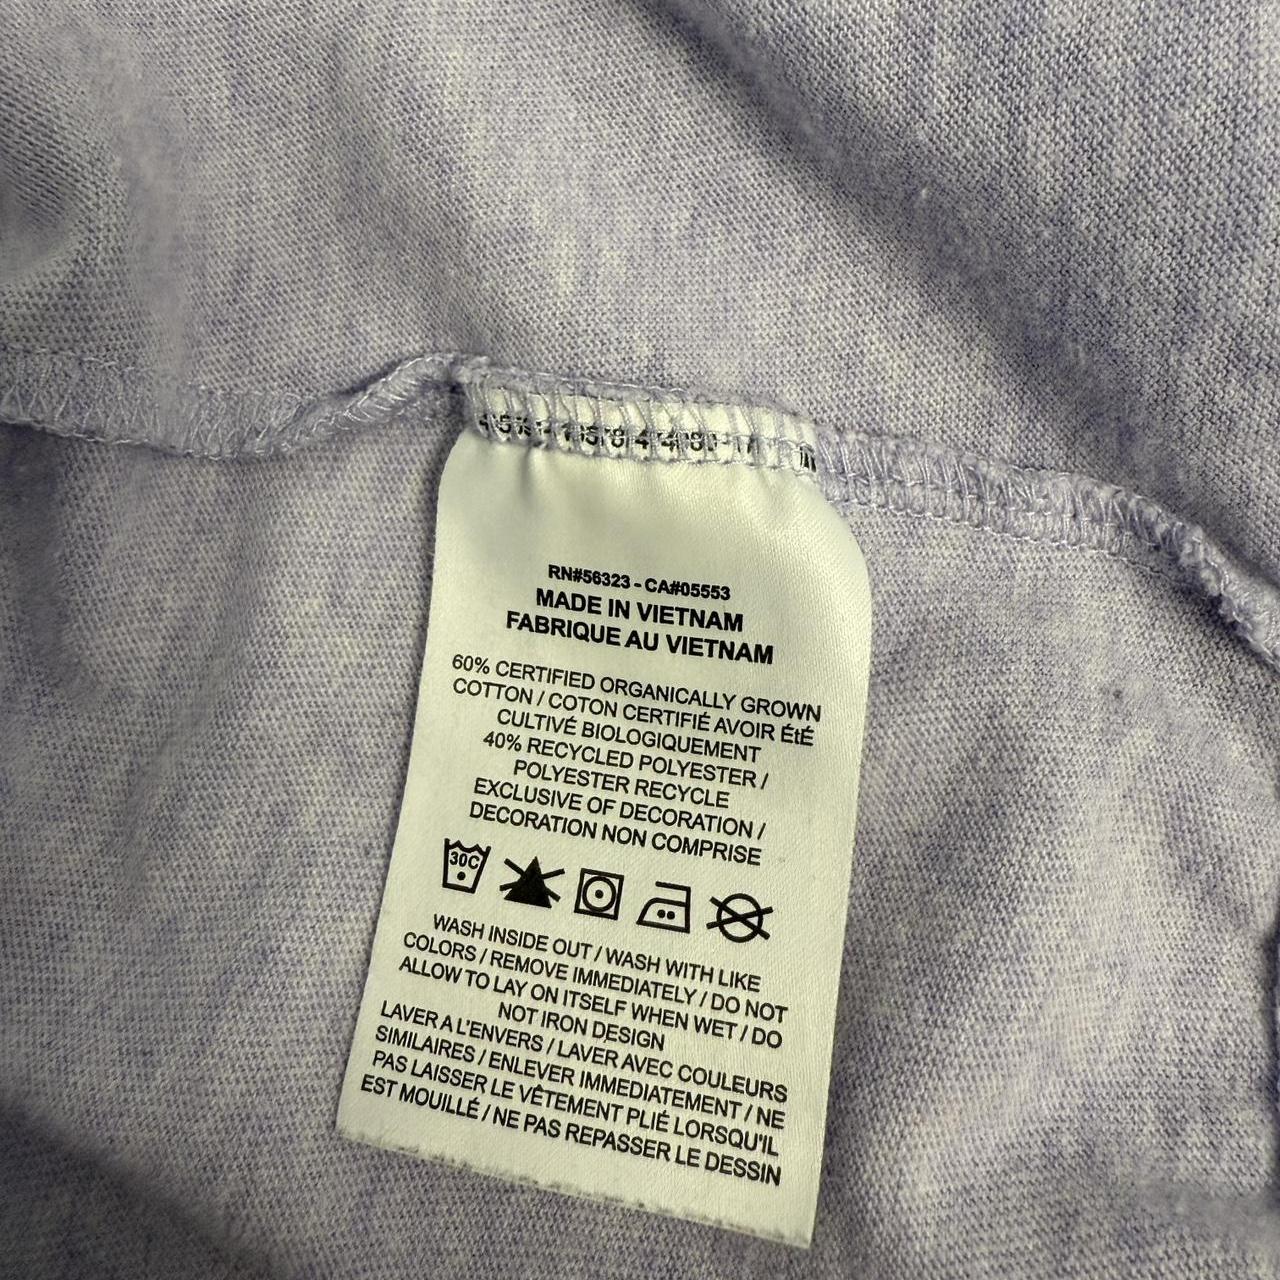 RN#56323 - CA#05553
MADE IN VIETNAM
FABRIQUE AU VIETNAM
60% CERTIFIED ORGANICALLY GROWN
COTTON / COTON CERTIFIÉ AVOIR ÉtÉ
CULTIVÉ BIOLOGIQUEMENT
40% RECYCLED POLYESTER /
POLYESTER RECYCLE
EXCLUSIVE OF DECORATION /
DECORATION NON COMPRISE
30C
WASH INSIDE OUT / WASH WITH LIKE
COLORS / REMOVE IMMEDIATELY / DO NOT
ALLOW TO LAY ON ITSELF WHEN WET / DO
NOT IRON DESIGN
LAVER A L'ENVERS / LAVER AVEC COULEURS
SIMILAIRES / ENLEVER IMMEDIATEMENT / NE
PAS LAISSER LE VÊTEMENT PLIÉ LORSQU'IL
EST MOUILLÉ / NE PAS REPASSER LE DESSIN